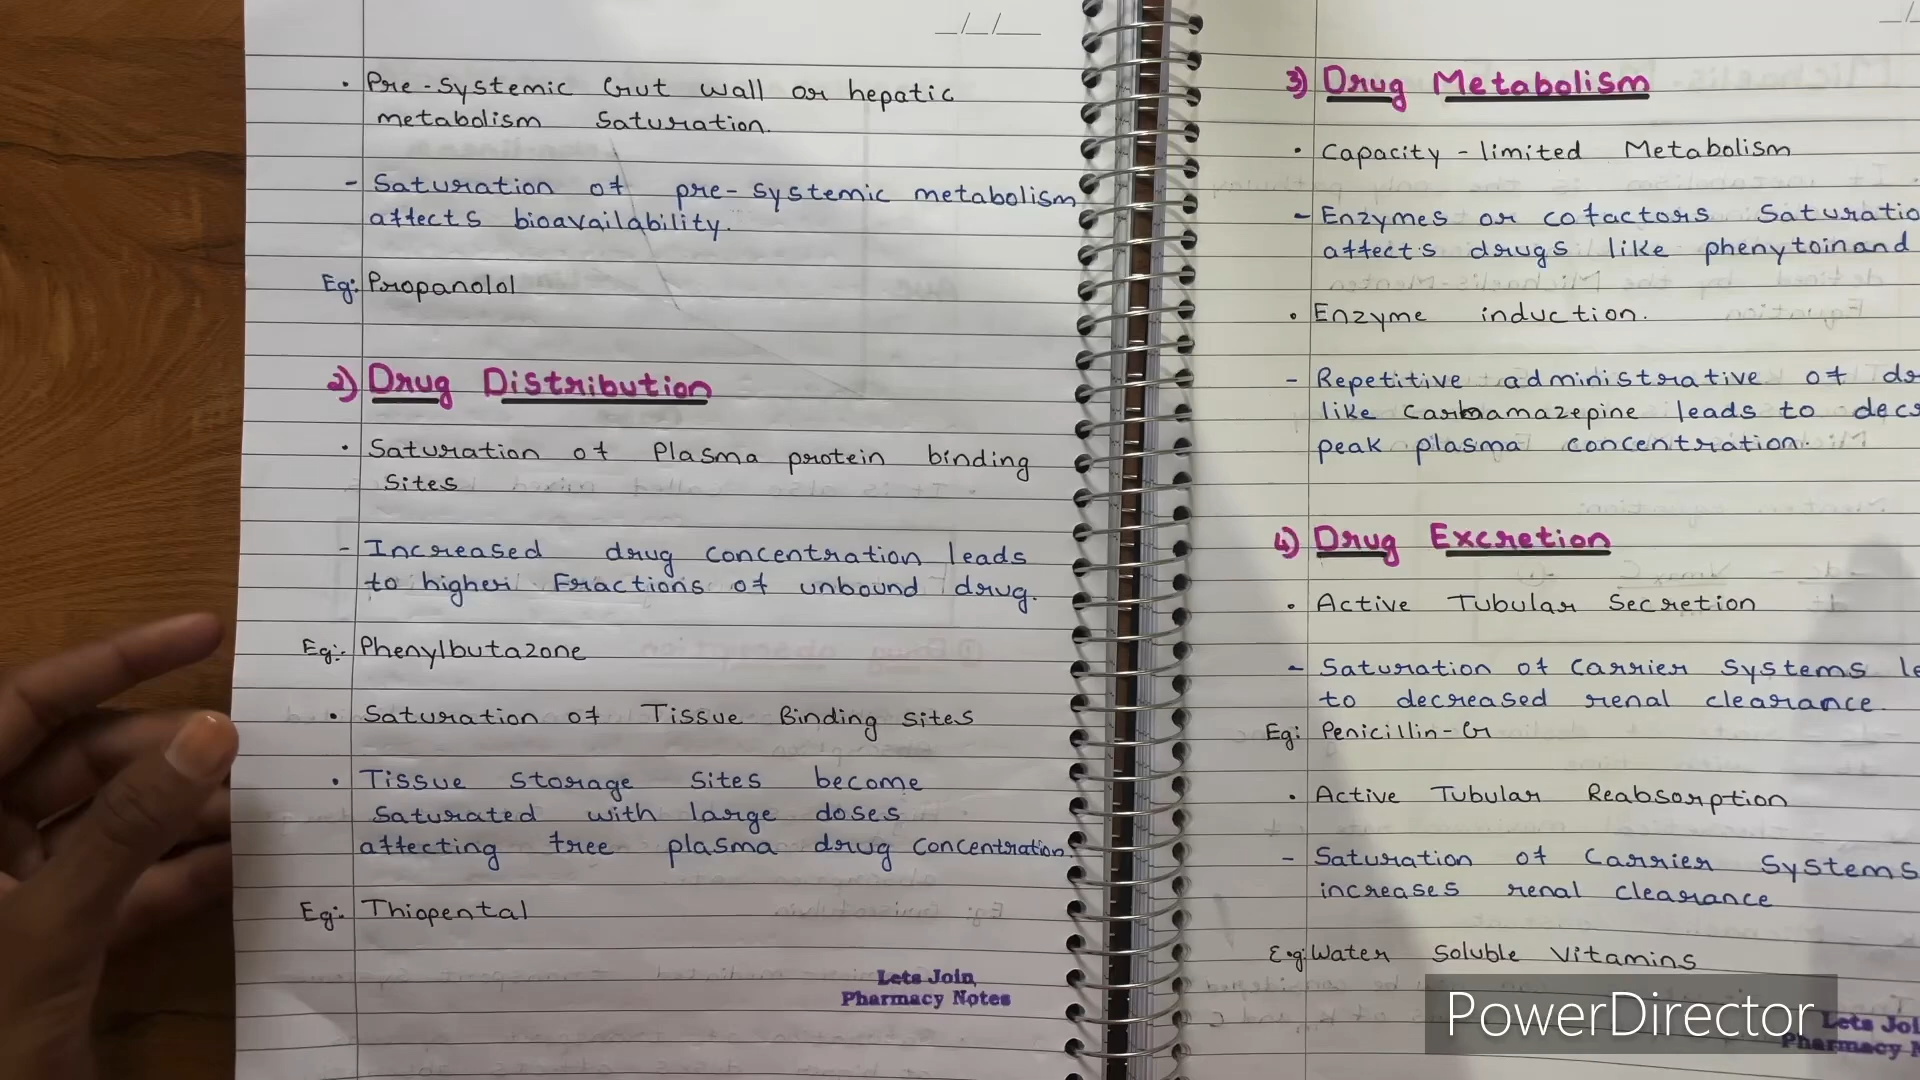 • Pre-Systemic Gut wall or hepatic
metabolism Saturation.
- Saturation of pre-systemic metabolism
affects bioavailability.
Eg: Propanolol
2) Drug Distribution
• Saturation of Plasma protein binding
Sites
- Increased drug concentration leads
to higher Fractions of unbound drug.
Eg:- Phenylbutazone
• Saturation of Tissue Binding sites
• Tissue storage sites become
saturated with large doses
affecting free plasma drug concentration.
Eg:- Thiopental
Lets Join,
Pharmacy Notes
3) Drug Metabolism
• Capacity-limited Metabolism
- Enzymes or cofactors Saturatio
affects drugs like phenytoin and
• Enzyme induction.
- Repetitive administrative of
like Carbamazepine leads to
peak plasma concentration.
4) Drug Excretion
• Active Tubular Secretion
- Saturation of carrier systems le
to decreased renal clearance.
Eg: Penicillin-G
• Active Tubular Reabsorption
- Saturation of carrier systems
increases renal clearance
E.g: Water Soluble Vitamins
PowerDirector
Lets Joi
Pharmacy N